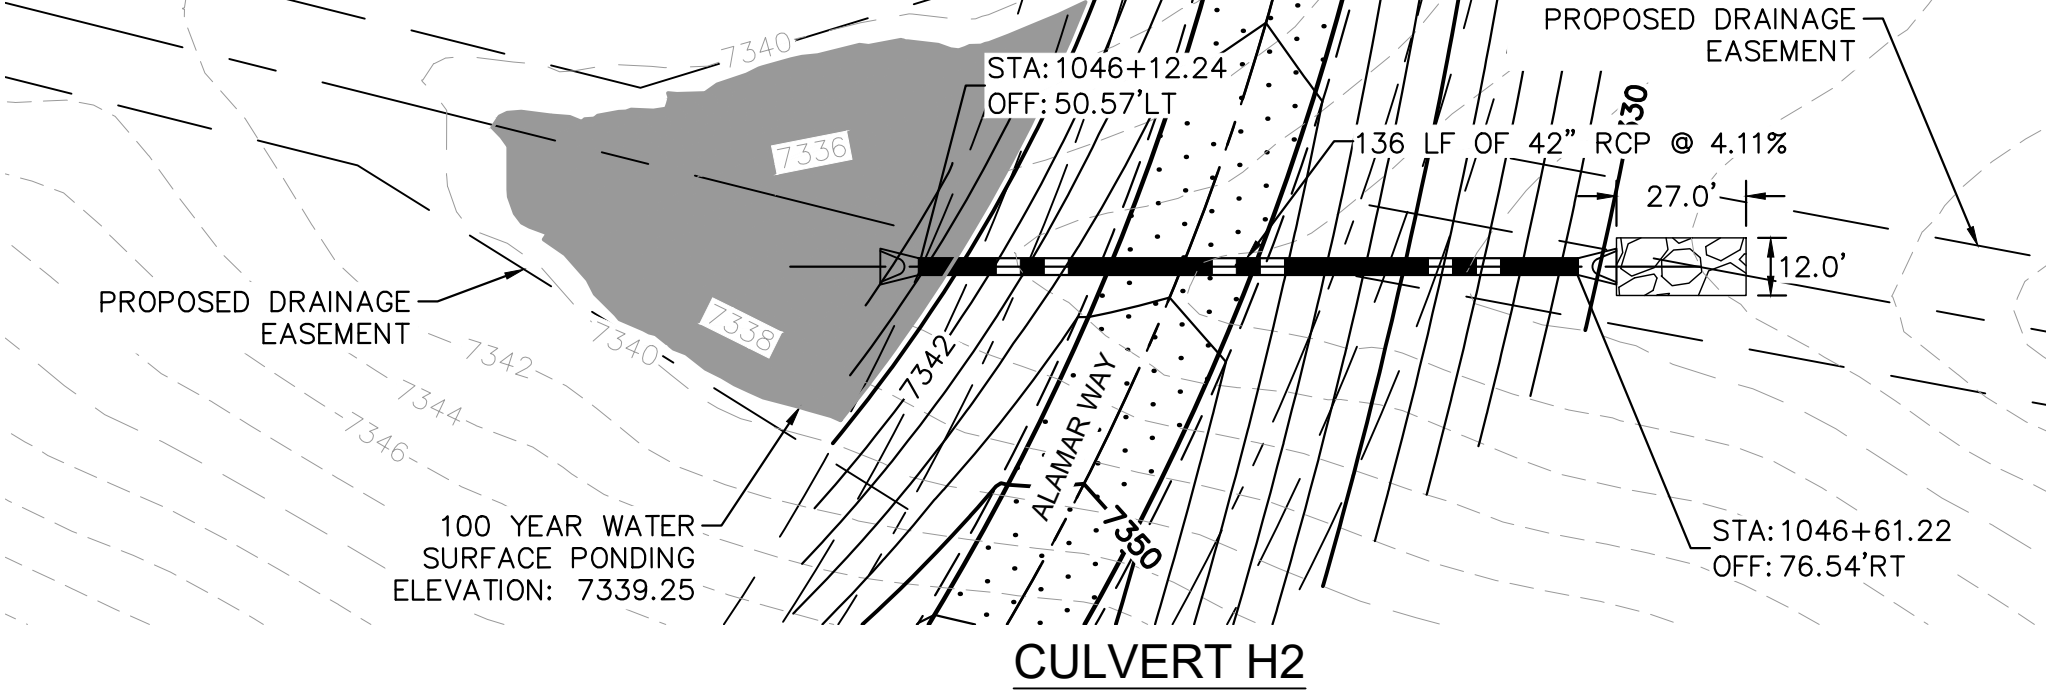 PROPOSED DRAINAGE
EASEMENT
7340
STA: 1046+12.24
OFF: 50.57'LT
7336
136 LF OF 42" RCP @ 4.11%
27.0'
12.0'
PROPOSED DRAINAGE
EASEMENT
7338
7340
7342
7342
7344
7346
ALAMAR WAY
7350
100 YEAR WATER
SURFACE PONDING
ELEVATION: 7339.25
STA: 1046+61.22
OFF: 76.54'RT
CULVERT H2